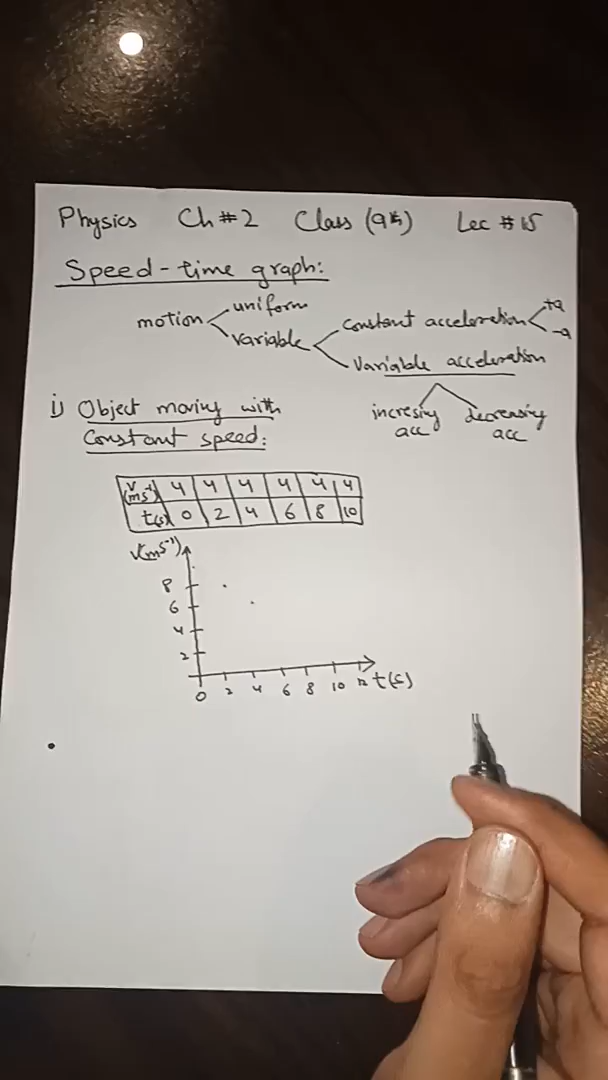 Physics Ch #2 Class (9th) Lec # 15
Speed-time graph:
motion uniform
variable
Constant acceleration +a
-a
Variable acceleration
incresing acc
decreasing acc
i) Object moving with
Constant speed:
V(ms⁻¹) 4 4 4 4 4 4
t(s) 0 2 4 6 8 10
V(ms⁻¹)
8
6
4
2
0 2 4 6 8 10 12 t(s)